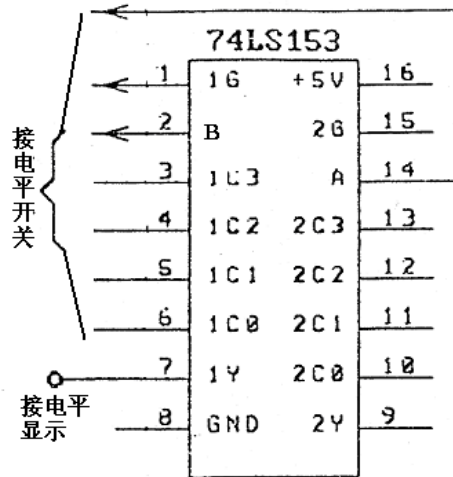 74LS153
1 1G +5V 16
2 B 2G 15
3 1C3 A 14
4 1C2 2C3 13
5 1C1 2C2 12
6 1C0 2C1 11
7 1Y 2C0 10
8 GND 2Y 9
接电平开关
接电平
显示